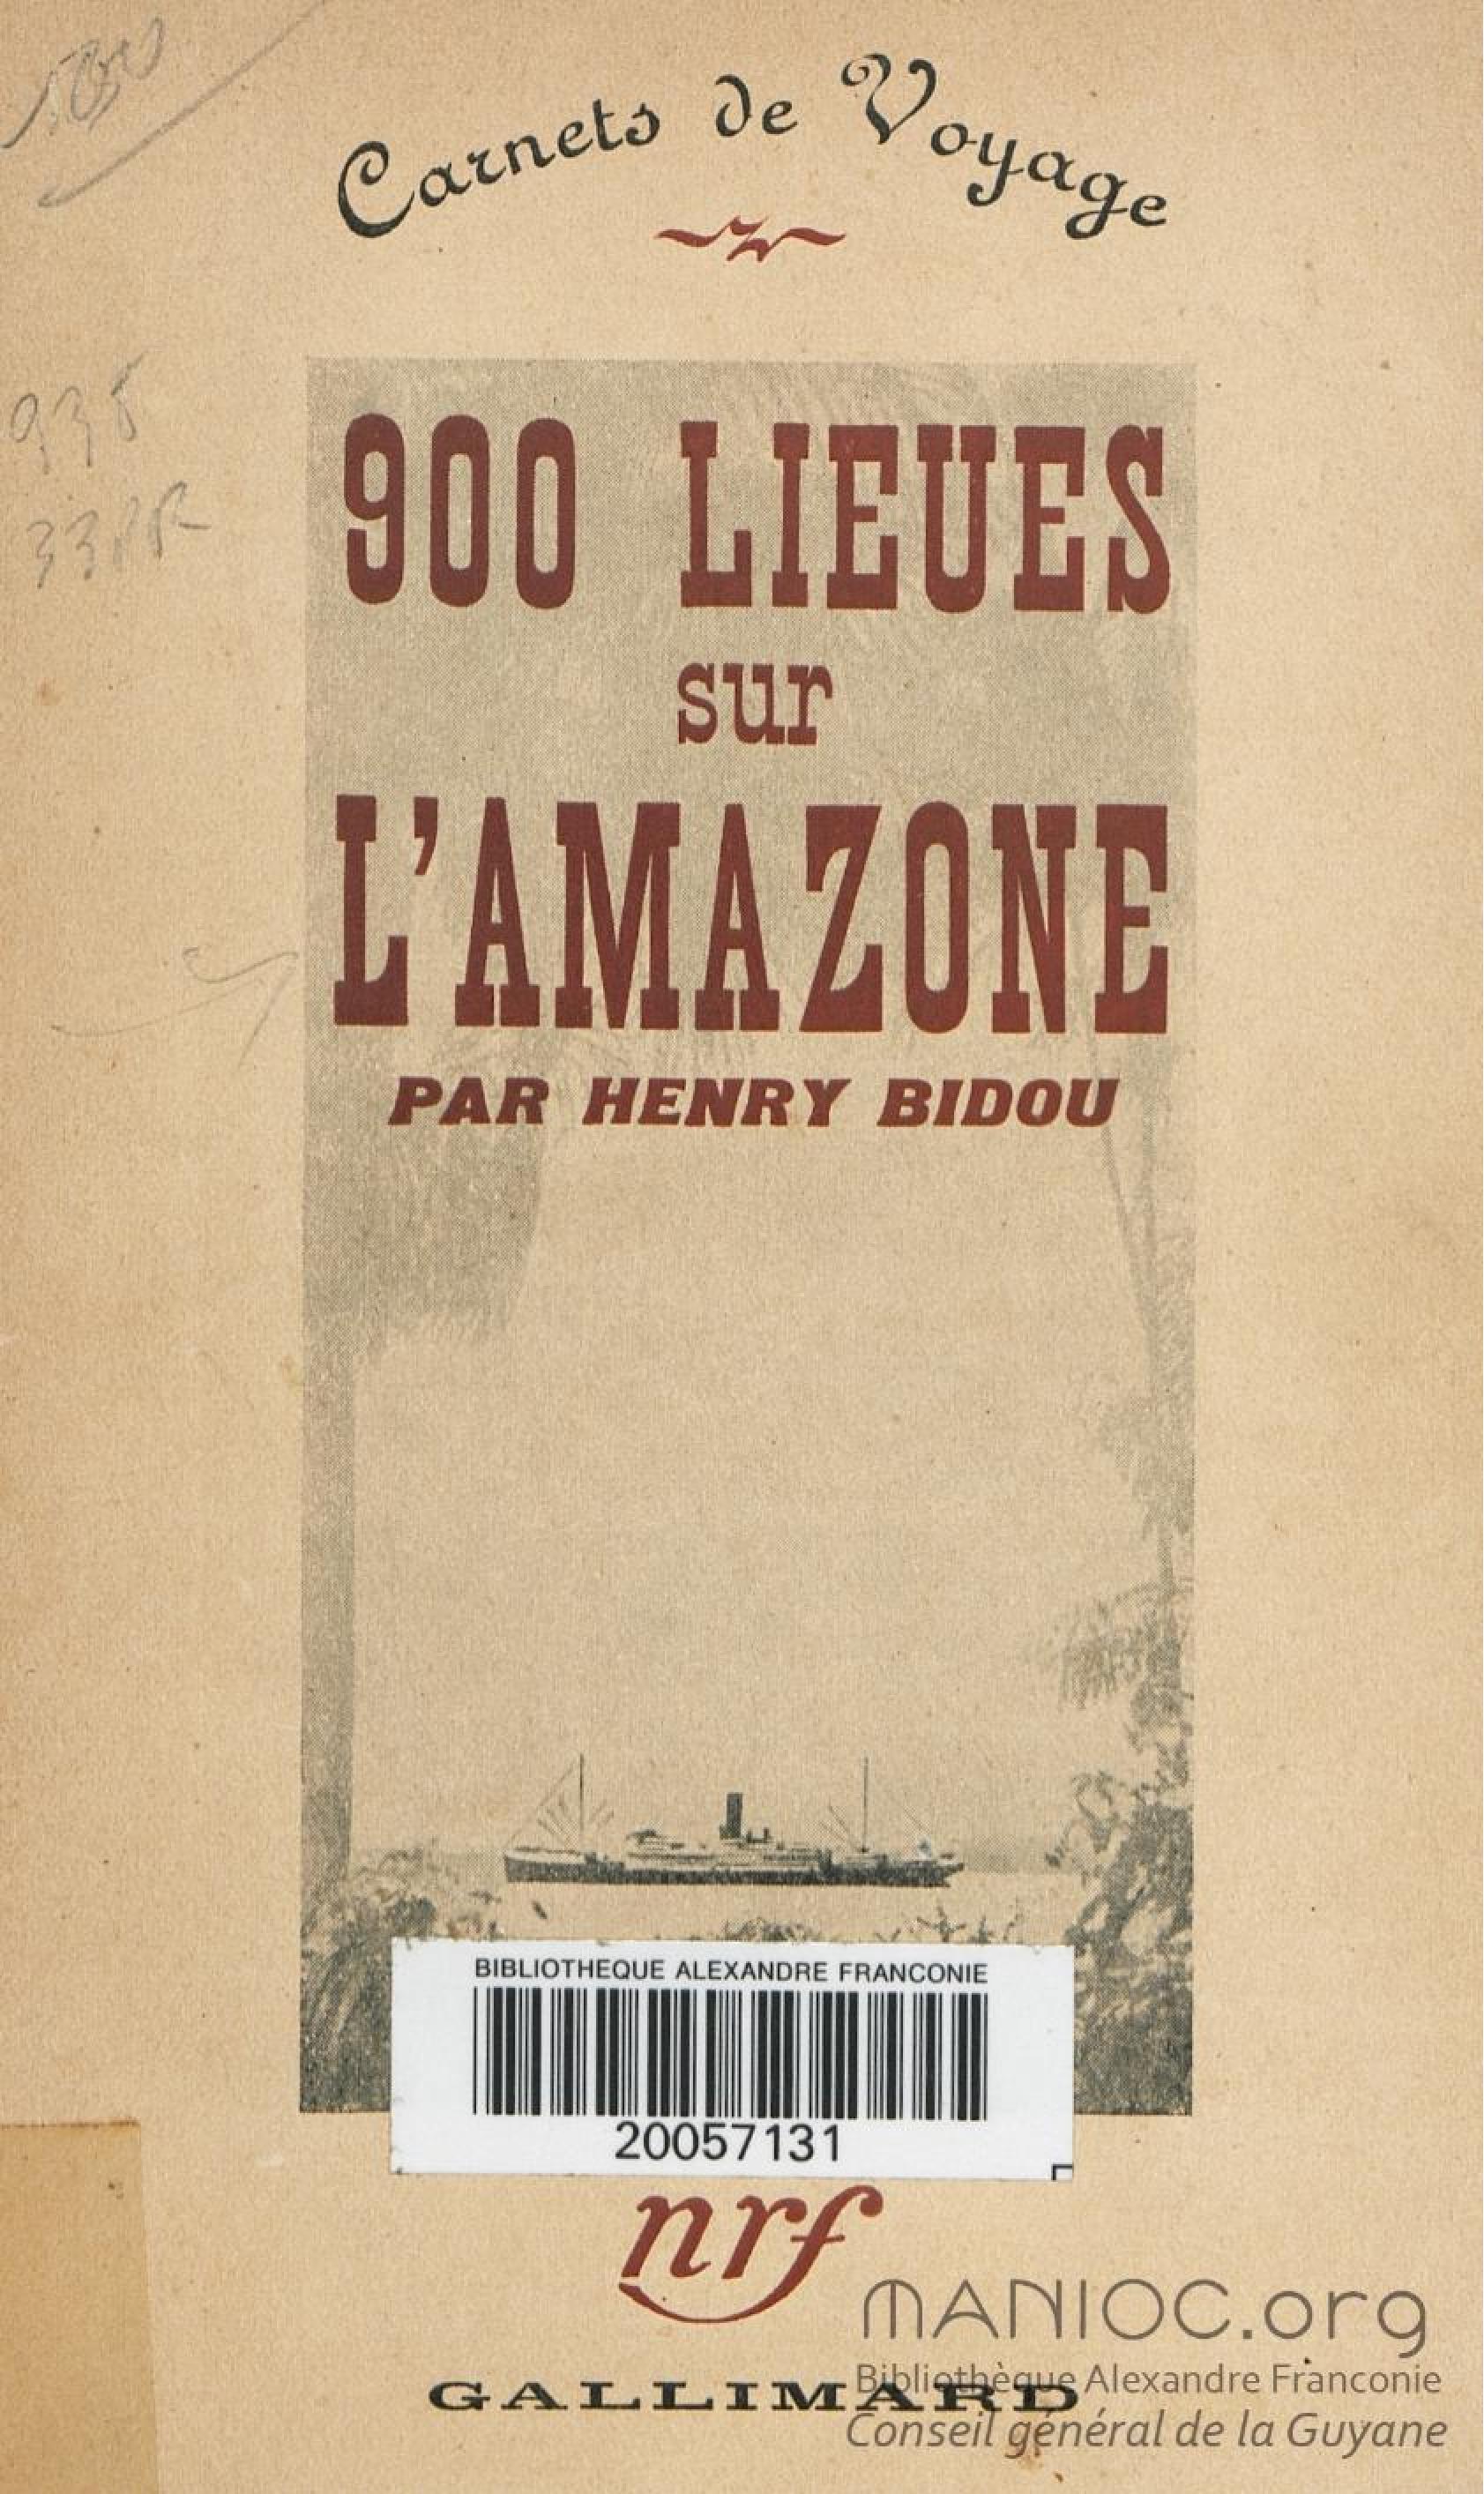 Carnets de Voyage
900 LIEUES
sur
L'AMAZONE
PAR HENRY BIDOU
BIBLIOTHEQUE ALEXANDRE FRANCONIE
20057131
nrf
GALLIMARD
MANIOC.org
Bibliothèque Alexandre Franconie
Conseil général de la Guyane